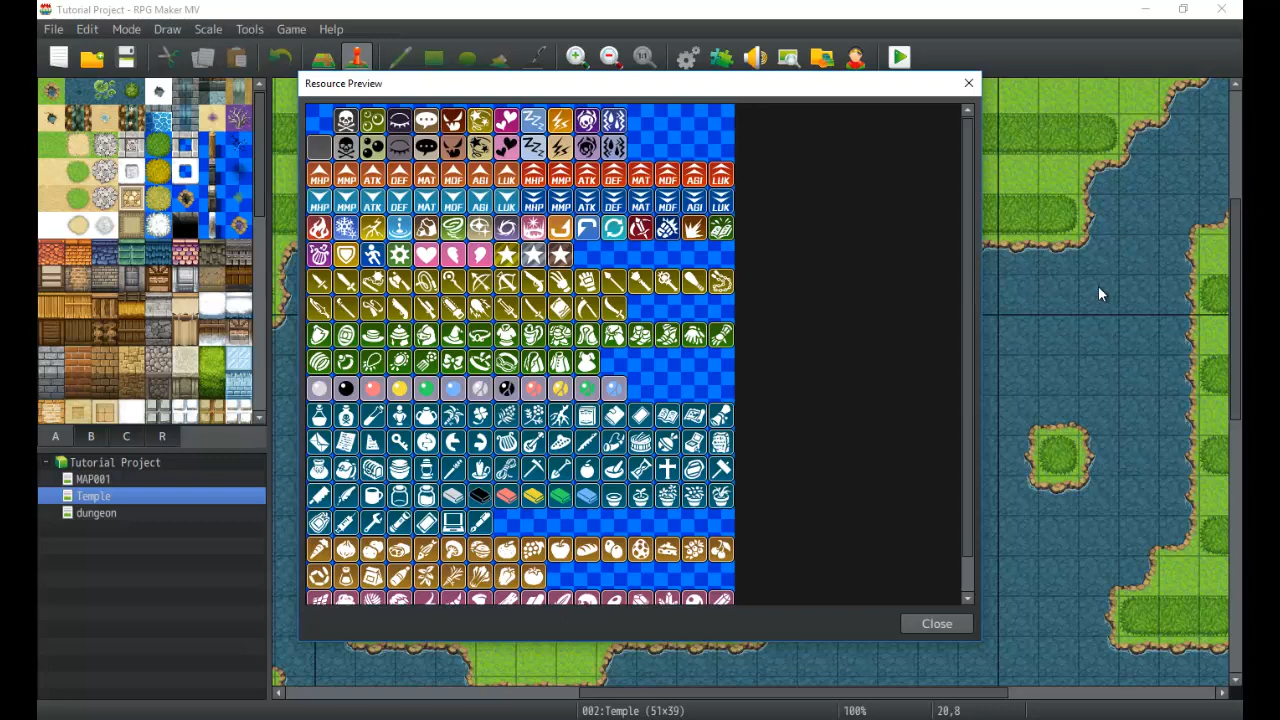 Tutorial Project - RPG Maker MV
File Edit Mode Draw Scale Tools Game Help
1:1
Resource Preview
MHP MMP ATK DEF MAT MDF AGI LUK MHP MMP ATK DEF MAT MDF AGI LUK
MHP MMP ATK DEF MAT MDF AGI LUK MHP MMP ATK DEF MAT MDF AGI LUK
A B C R
Tutorial Project
MAP001
Temple
dungeon
Close
002:Temple (51x39) 100% 20,8